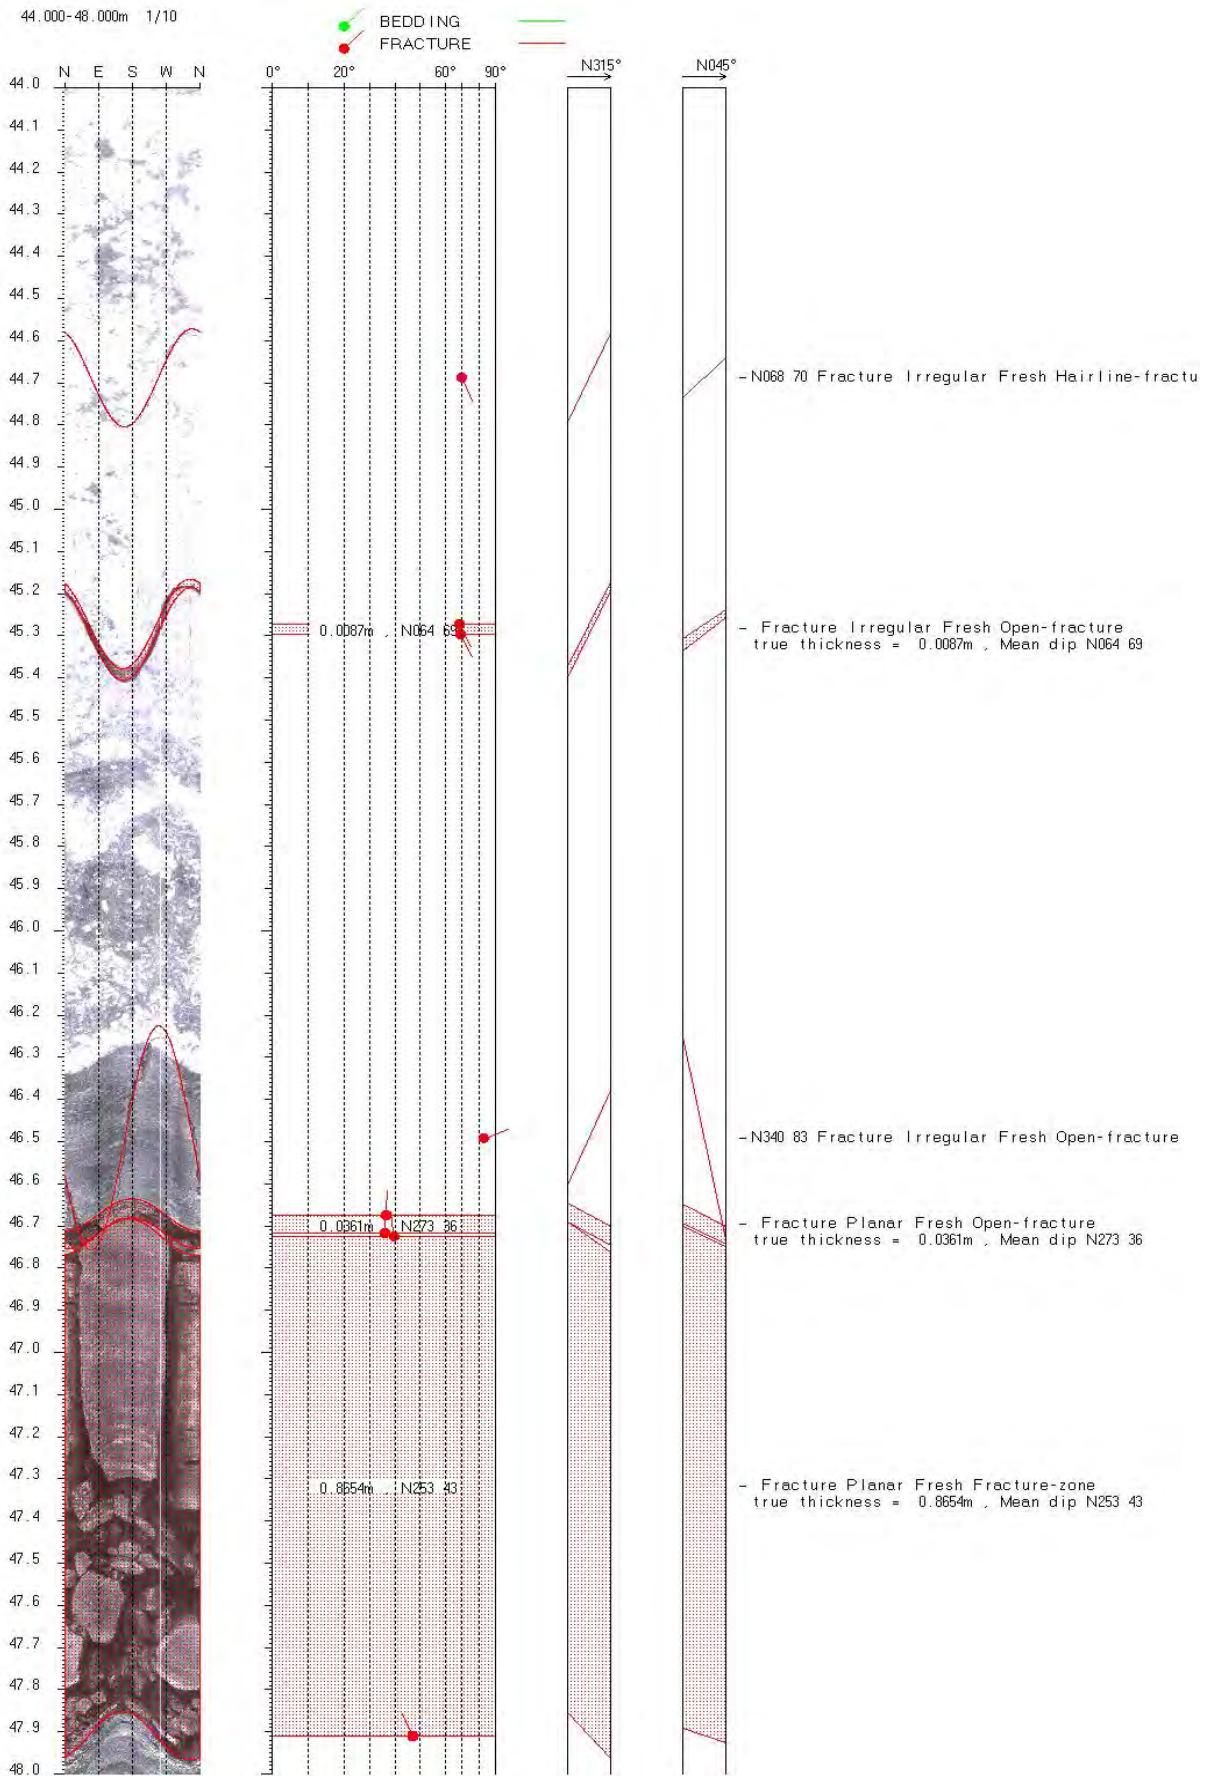 44.000-48.000m 1/10
BEDDING
FRACTURE
N E S W N
0° 20° 60° 90°
N315°
N045°
44.0
44.1
44.2
44.3
44.4
44.5
44.6
44.7
-N068 70 Fracture Irregular Fresh Hairline-fractu
44.8
44.9
45.0
45.1
45.2
45.3
0.0087m , N064 69
- Fracture Irregular Fresh Open-fracture
true thickness = 0.0087m , Mean dip N064 69
45.4
45.5
45.6
45.7
45.8
45.9
46.0
46.1
46.2
46.3
46.4
46.5
-N340 83 Fracture Irregular Fresh Open-fracture
46.6
46.7
0.0361m , N273 36
- Fracture Planar Fresh Open-fracture
true thickness = 0.0361m , Mean dip N273 36
46.8
46.9
47.0
47.1
47.2
47.3
0.8654m , N253 43
- Fracture Planar Fresh Fracture-zone
true thickness = 0.8654m , Mean dip N253 43
47.4
47.5
47.6
47.7
47.8
47.9
48.0